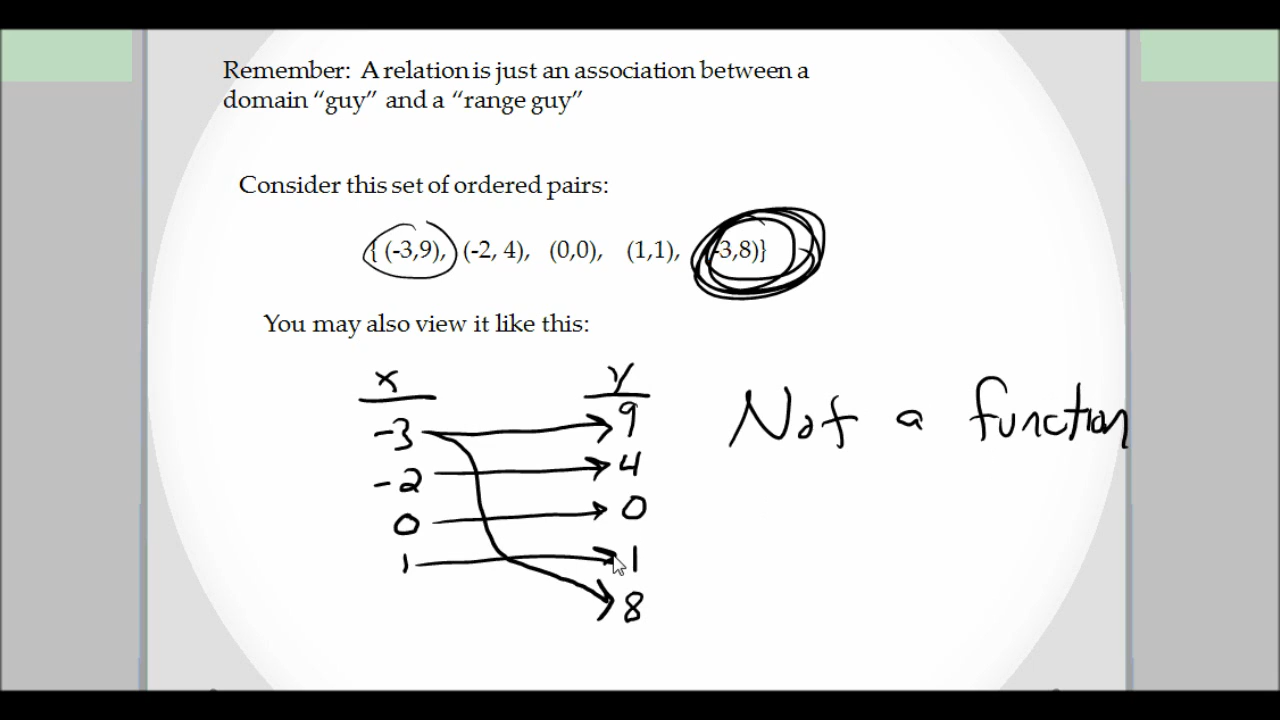 Remember: A relation is just an association between a
domain “guy” and a “range guy”
Consider this set of ordered pairs:
{ (-3,9), (-2, 4), (0,0), (1,1), (-3,8)}
You may also view it like this:
x y
-3 9
-2 4
0 0
1 1
8
Not a function